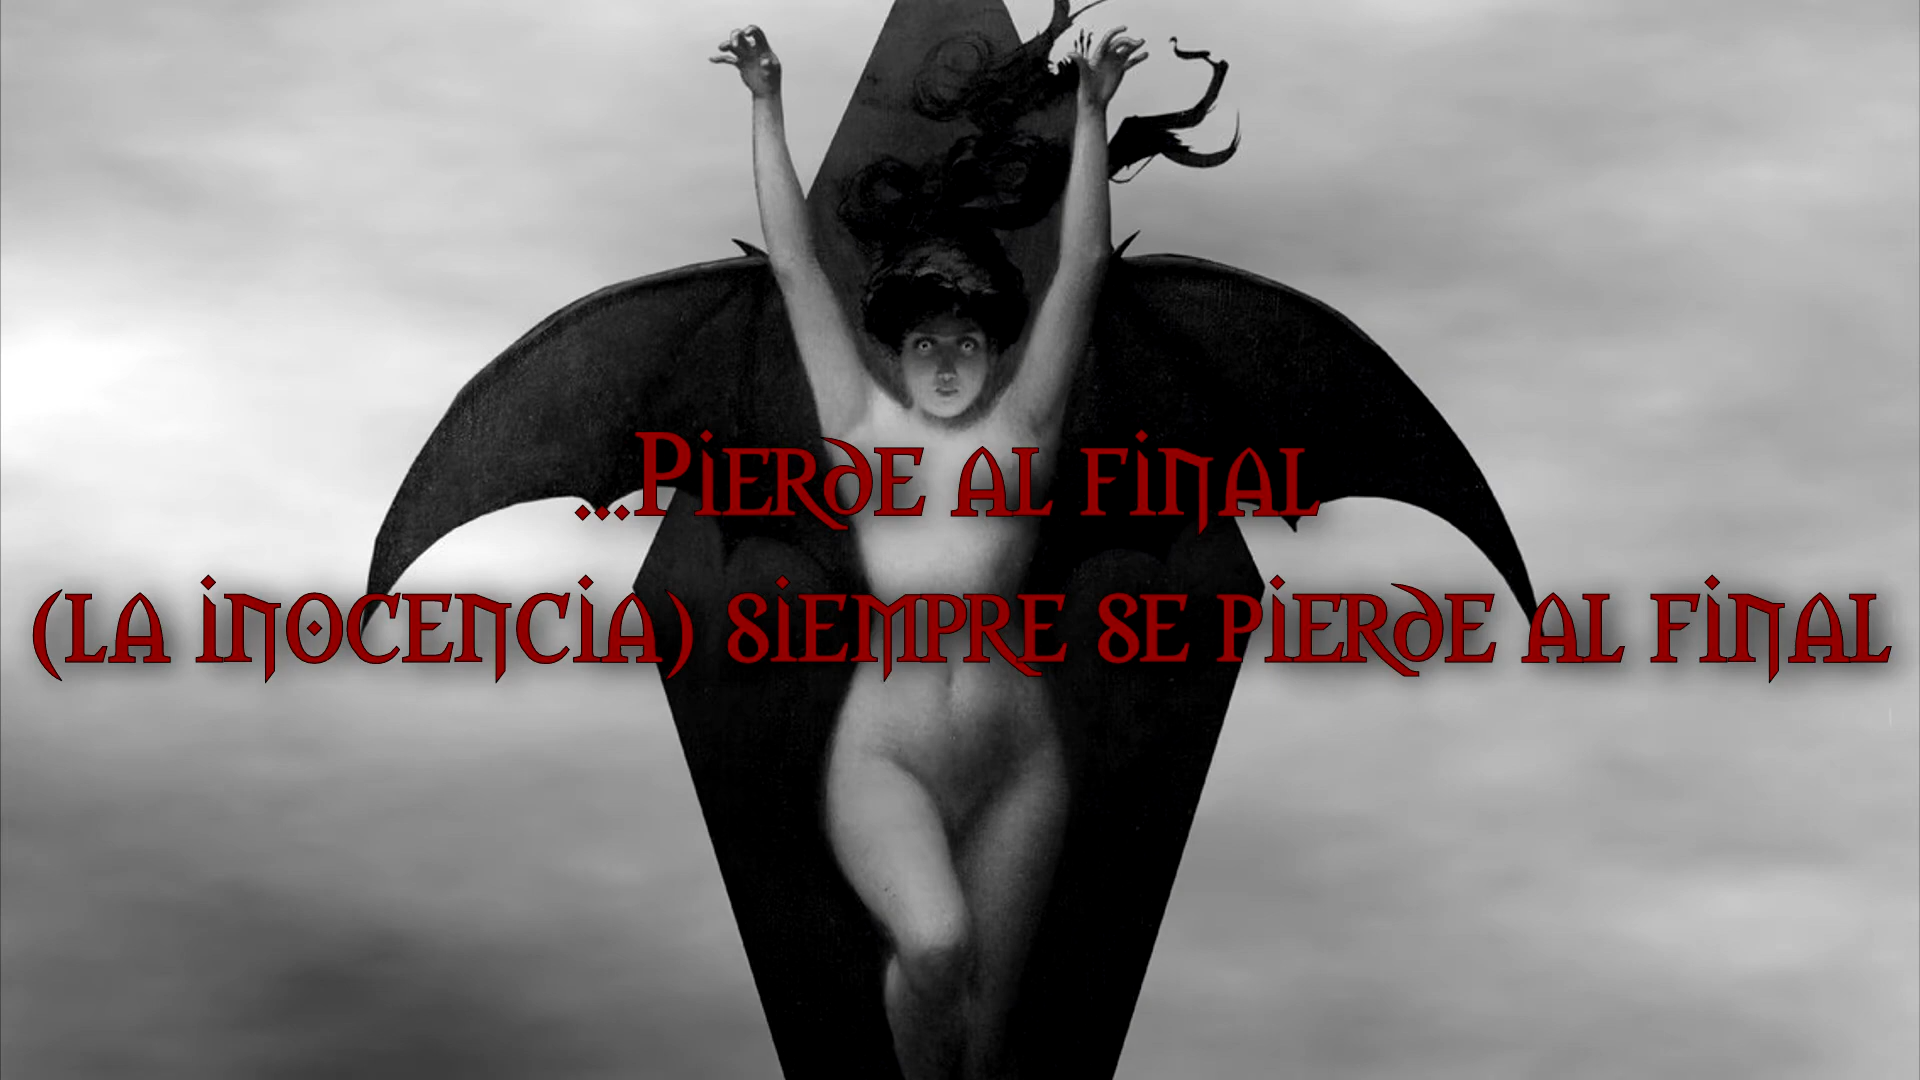 ...Pierde al final
(la inocencia) siempre se pierde al final